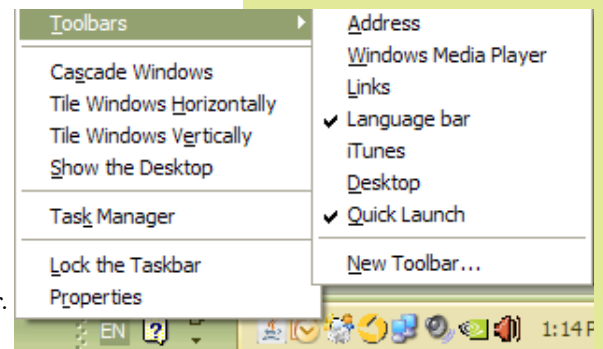 Toolbars
Cascade Windows
Tile Windows Horizontally
Tile Windows Vertically
Show the Desktop
Task Manager
Lock the Taskbar
Properties
Address
Windows Media Player
Links
Language bar
iTunes
Desktop
Quick Launch
New Toolbar...
r.
EN
1:14 P